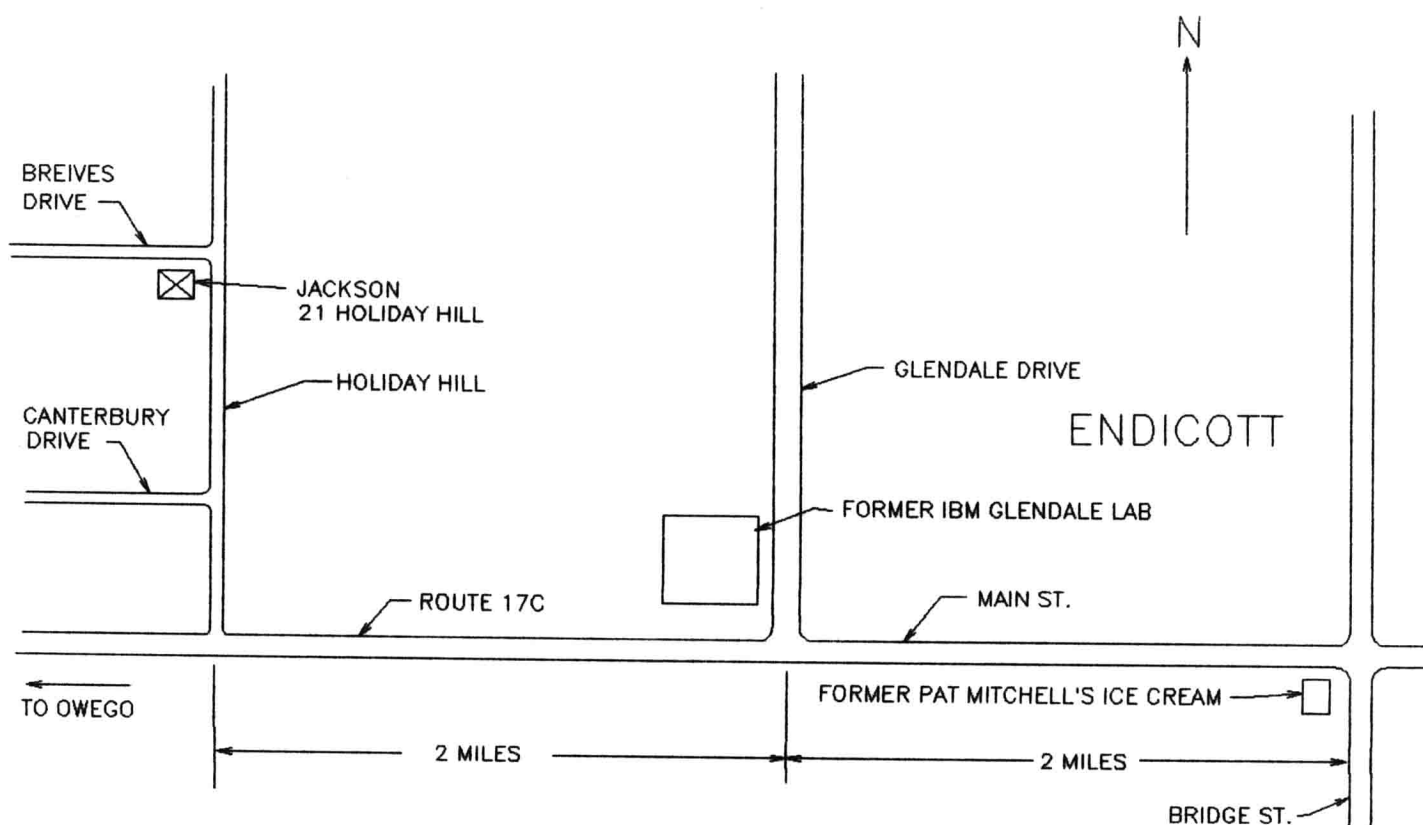 N
BREIVES
DRIVE
JACKSON
21 HOLIDAY HILL
HOLIDAY HILL
GLENDALE DRIVE
CANTERBURY
DRIVE
ENDICOTT
FORMER IBM GLENDALE LAB
ROUTE 17C
MAIN ST.
TO OWEGO
FORMER PAT MITCHELL'S ICE CREAM
2 MILES
2 MILES
BRIDGE ST.